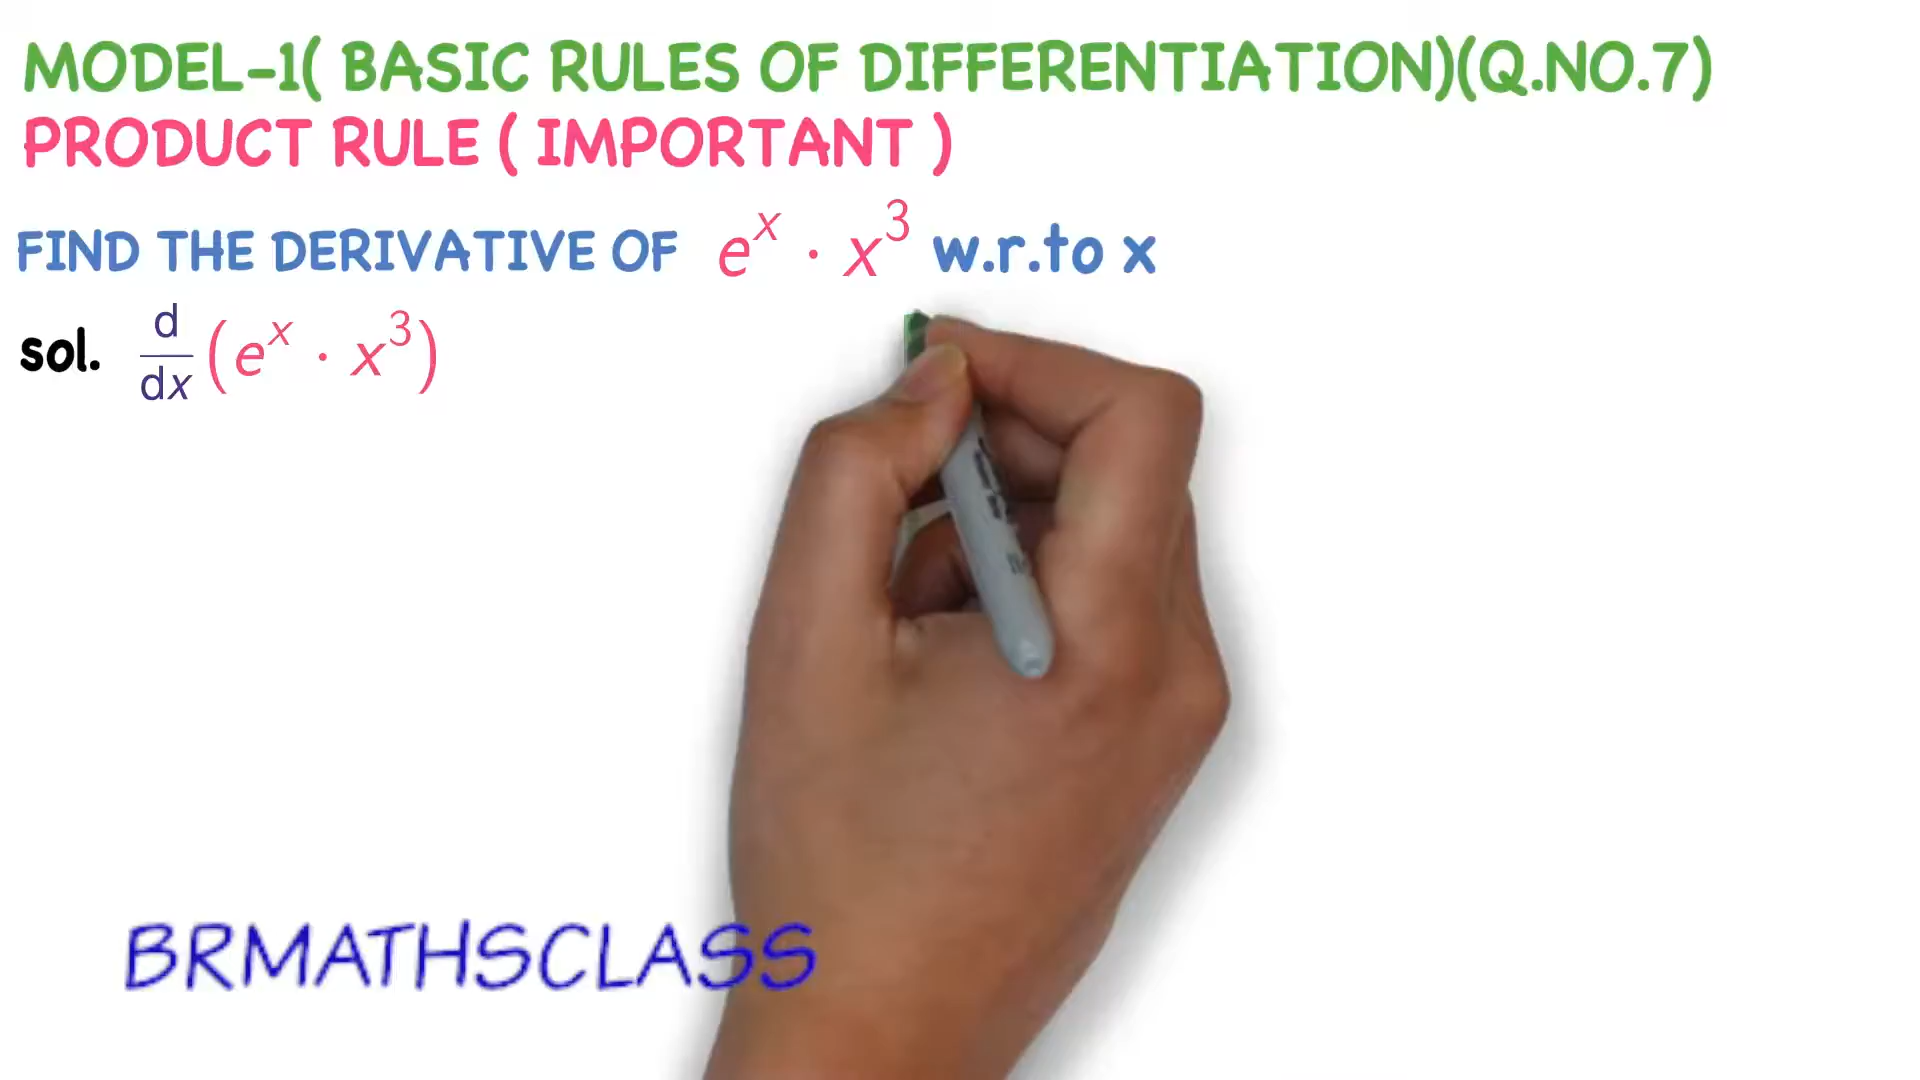 MODEL-1( BASIC RULES OF DIFFERENTIATION)(Q.NO.7)
PRODUCT RULE ( IMPORTANT )
FIND THE DERIVATIVE OF e^x · x^3 w.r.to x
sol. d/dx (e^x · x^3)
BRMATHSCLASS